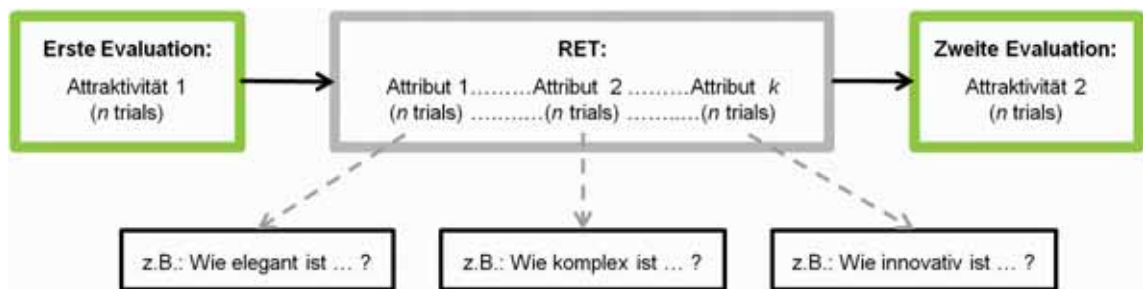 Erste Evaluation:
Attraktivität 1
(n trials)
RET:
Attribut 1.........Attribut 2 .........Attribut k
(n trials) ...........(n trials) ...........(n trials)
Zweite Evaluation:
Attraktivität 2
(n trials)
z.B.: Wie elegant ist ... ?
z.B.: Wie komplex ist ... ?
z.B.: Wie innovativ ist ... ?